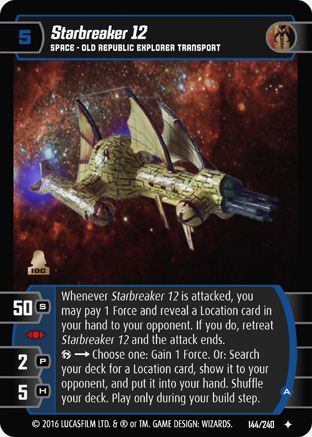 5 Starbreaker 12
SPACE - OLD REPUBLIC EXPLORER TRANSPORT
IDC
50 S
2 P
5 H
Whenever Starbreaker 12 is attacked, you
may pay 1 Force and reveal a Location card in
your hand to your opponent. If you do, retreat
Starbreaker 12 and the attack ends.
→ Choose one: Gain 1 Force. Or: Search
your deck for a Location card, show it to your
opponent, and put it into your hand. Shuffle
your deck. Play only during your build step.
A
© 2016 LUCASFILM LTD. & ® or TM. GAME DESIGN: WIZARDS. 144/240